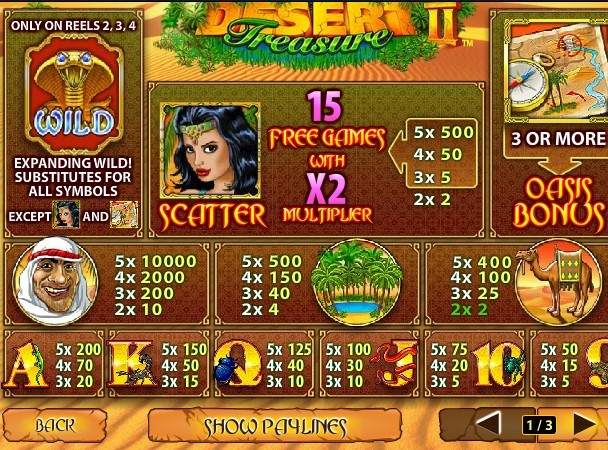 DESERT
Treasure II™
ONLY ON REELS 2, 3, 4
WILD
EXPANDING WILD!
SUBSTITUTES FOR
ALL SYMBOLS
EXCEPT AND
SCATTER
15
FREE GAMES
WITH
X2
MULTIPLIER
5x 500
4x 50
3x 5
2x 2
3 OR MORE
OASIS
BONUS
5x 10000
4x 2000
3x 200
2x 10
5x 500
4x 150
3x 40
2x 4
5x 400
4x 100
3x 25
2x 2
A
5x 200
4x 70
3x 20
K
5x 150
4x 50
3x 15
Q
5x 125
4x 40
3x 10
J
5x 100
4x 30
3x 10
10
5x 75
4x 20
3x 5
9
5x 50
4x 15
3x 5
BACK
SHOW PAYLINES
1/3